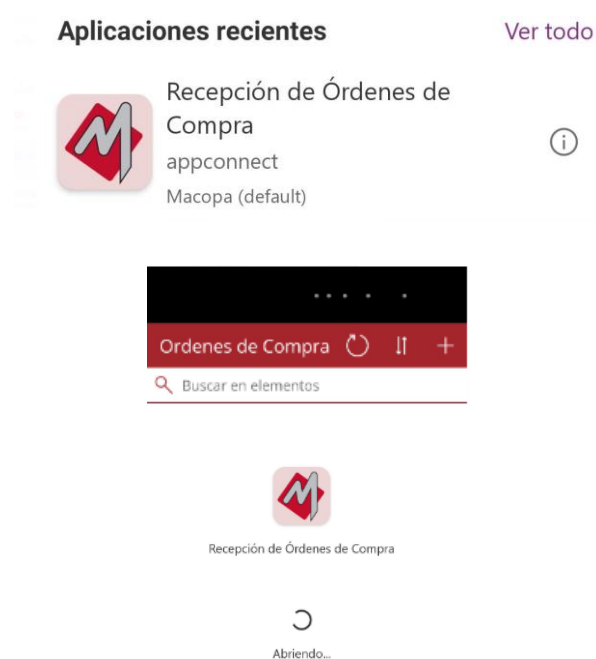 Aplicaciones recientes
Ver todo
Recepción de Órdenes de
Compra
appconnect
Macopa (default)
Ordenes de Compra
Buscar en elementos
Recepción de Órdenes de Compra
Abriendo...